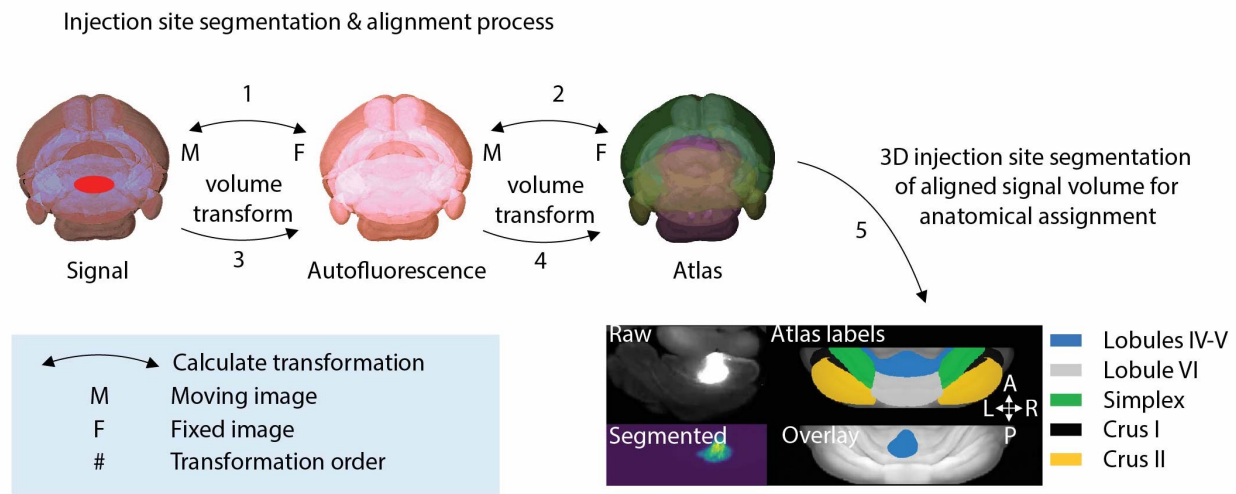 Injection site segmentation & alignment process
1
2
M
F
M
F
volume
transform
volume
transform
3
4
Signal
Autofluorescence
Atlas
5
3D injection site segmentation
of aligned signal volume for
anatomical assignment
Calculate transformation
M Moving image
F Fixed image
# Transformation order
Raw
Atlas labels
A
L R
P
Segmented
Overlay
Lobules IV-V
Lobule VI
Simplex
Crus I
Crus II